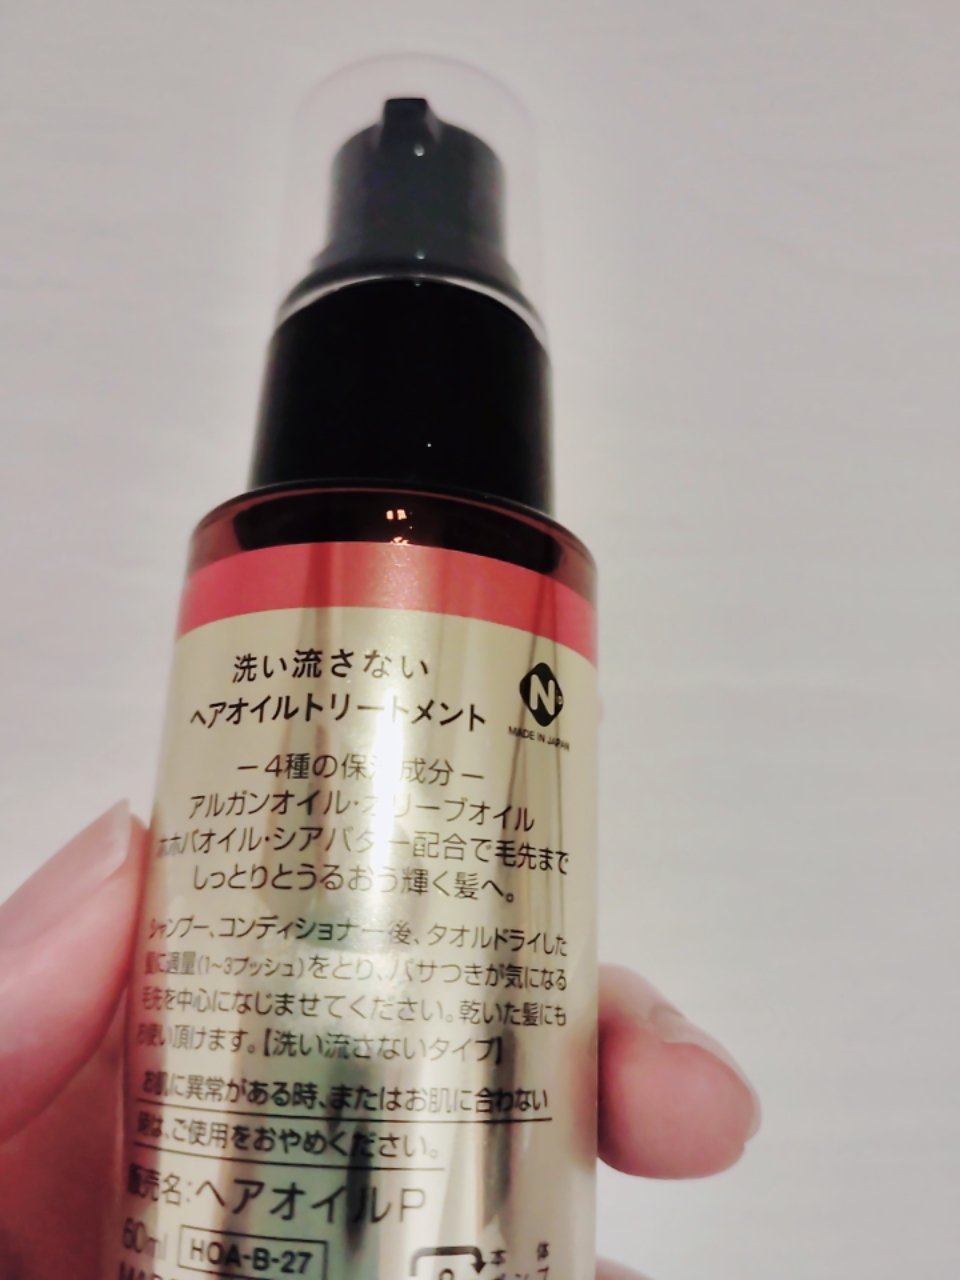 洗い流さない
ヘアオイルトリートメント
N
MADE IN JAPAN
－4種の保湿成分－
アルガンオイル・オリーブオイル
ホホバオイル・シアバター配合で毛先まで
しっとりとうるおう輝く髪へ。
シャンプー、コンディショナー後、タオルドライした
髪に適量(1~3プッシュ)をとり、パサつきが気になる
毛先を中心になじませてください。乾いた髪にも
お使い頂けます。【洗い流さないタイプ】
お肌に異常がある時、またはお肌に合わない
時は、ご使用をおやめください。
販売名:ヘアオイルP
60ml HOA-B-27
本体